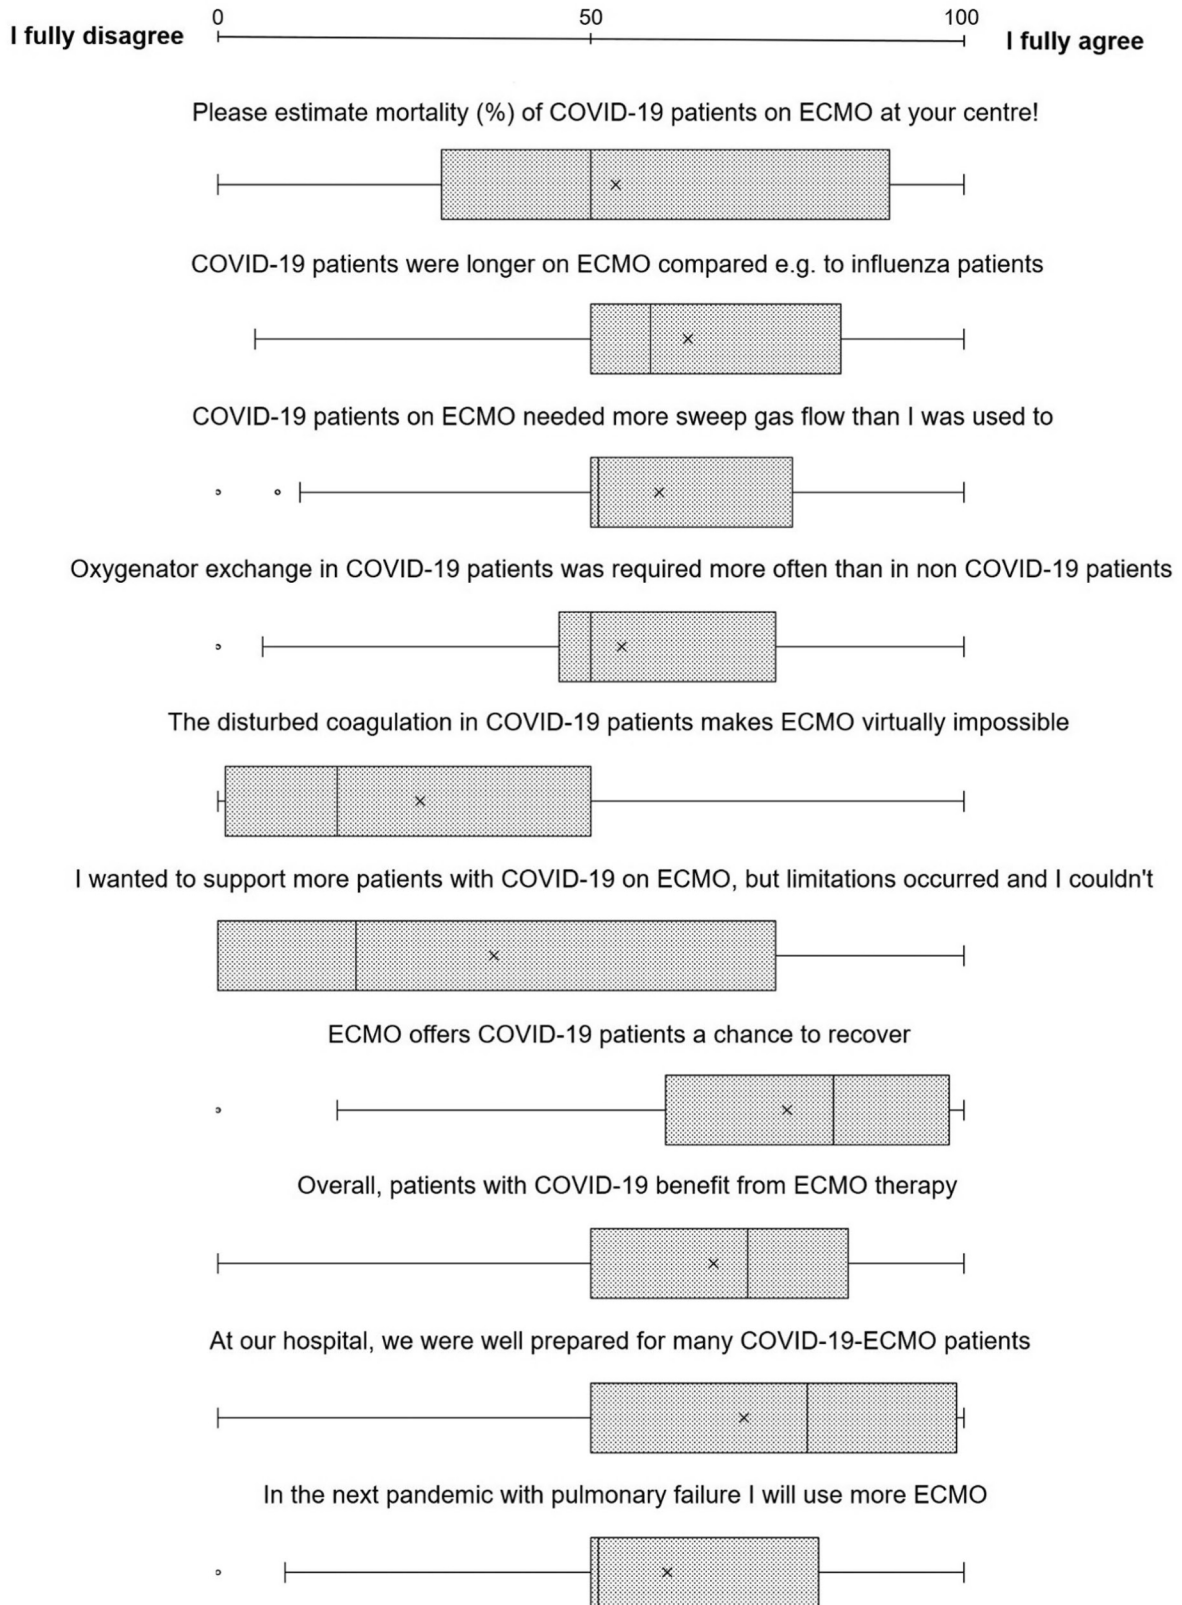 0 50 100
I fully disagree I fully agree
Please estimate mortality (%) of COVID-19 patients on ECMO at your centre!
COVID-19 patients were longer on ECMO compared e.g. to influenza patients
COVID-19 patients on ECMO needed more sweep gas flow than I was used to
Oxygenator exchange in COVID-19 patients was required more often than in non COVID-19 patients
The disturbed coagulation in COVID-19 patients makes ECMO virtually impossible
I wanted to support more patients with COVID-19 on ECMO, but limitations occurred and I couldn't
ECMO offers COVID-19 patients a chance to recover
Overall, patients with COVID-19 benefit from ECMO therapy
At our hospital, we were well prepared for many COVID-19-ECMO patients
In the next pandemic with pulmonary failure I will use more ECMO